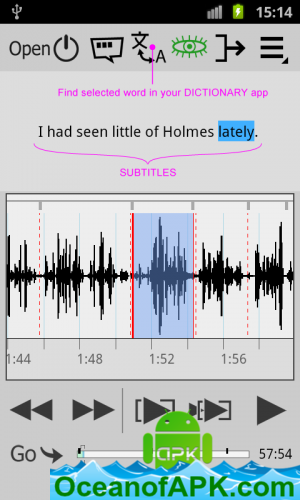 15:14
Open
A
Find selected word in your DICTIONARY app
I had seen little of Holmes lately.
SUBTITLES
1:44 1:48 1:52 1:56
Go 57:54
APK
OceanofAPK.com